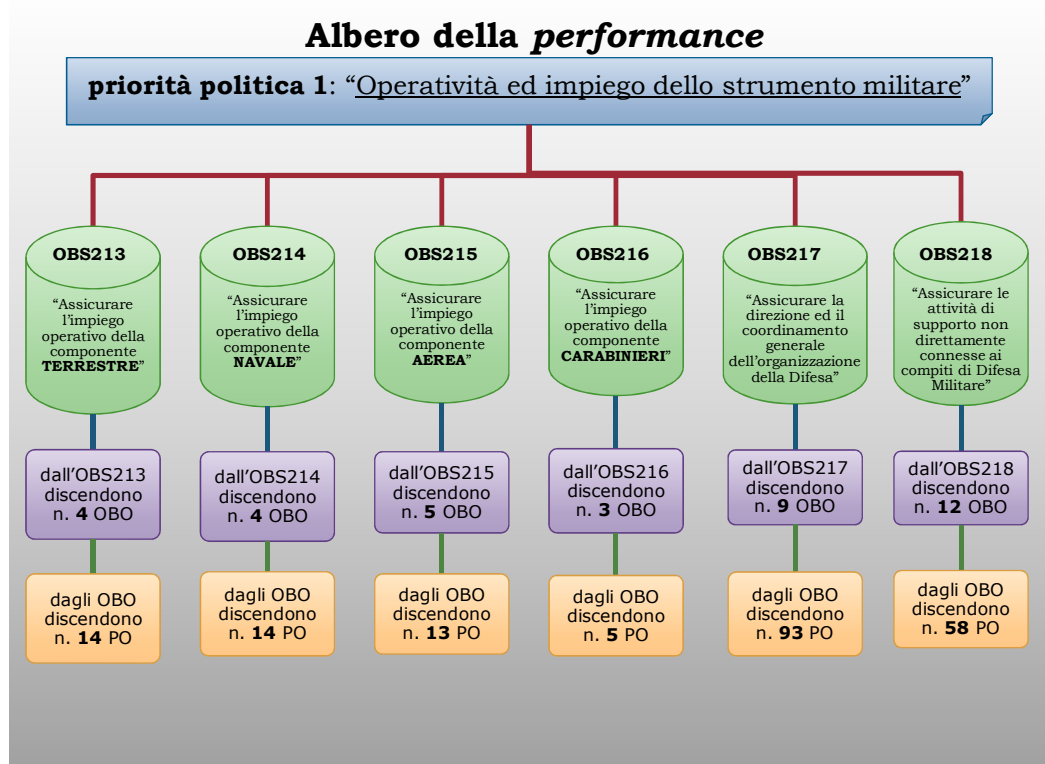 Albero della performance
priorità politica 1: “Operatività ed impiego dello strumento militare”
OBS213
“Assicurare
l’impiego
operativo della
componente
TERRESTRE”
OBS214
“Assicurare
l’impiego
operativo della
componente
NAVALE”
OBS215
“Assicurare
l’impiego
operativo della
componente
AEREA”
OBS216
“Assicurare
l’impiego
operativo della
componente
CARABINIERI”
OBS217
“Assicurare la
direzione ed il
coordinamento
generale
dell’organizzazione
della Difesa”
OBS218
“Assicurare le
attività di
supporto non
direttamente
connesse ai
compiti di Difesa
Militare”
dall’OBS213
discendono
n. 4 OBO
dall’OBS214
discendono
n. 4 OBO
dall’OBS215
discendono
n. 5 OBO
dall’OBS216
discendono
n. 3 OBO
dall’OBS217
discendono
n. 9 OBO
dall’OBS218
discendono
n. 12 OBO
dagli OBO
discendono
n. 14 PO
dagli OBO
discendono
n. 14 PO
dagli OBO
discendono
n. 13 PO
dagli OBO
discendono
n. 5 PO
dagli OBO
discendono
n. 93 PO
dagli OBO
discendono
n. 58 PO